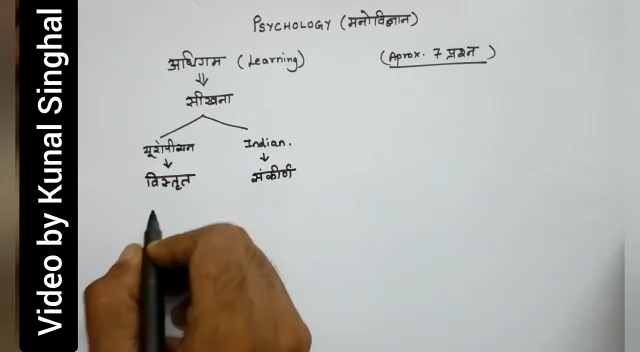 Video by Kunal Singhal
PSYCHOLOGY (मनोविज्ञान)
अधिगम (Learning) (Aprox. 7 प्रश्न)
सीखना
यूरोपीयन Indian.
विस्तृत संकीर्ण